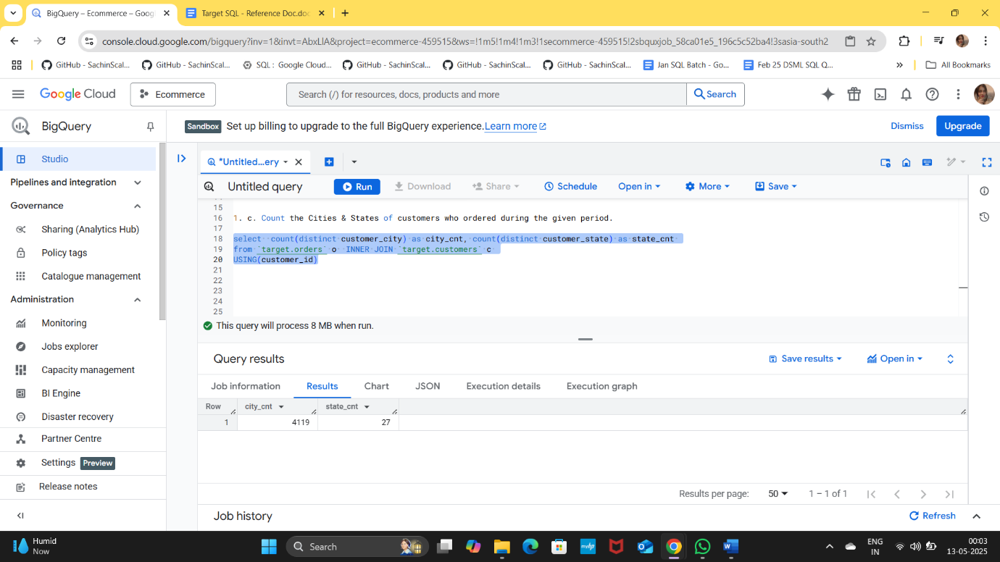 BigQuery – Ecommerce – Goog
Target SQL - Reference Doc.doc
console.cloud.google.com/bigquery?inv=1&invt=AbxLlA&project=ecommerce-459515&ws=!1m5!1m4!1m3!1secommerce-459515!2sbquxjob_58ca01e5_196c5c52ba4!3sasia-south2
GitHub - SachinScal...
GitHub - SachinScal...
SQL : Google Cloud...
GitHub - SachinScal...
GitHub - SachinScal...
GitHub - SachinScal...
Jan SQL Batch - Go...
Feb 25 DSML SQL Q...
All Bookmarks
Google Cloud
Ecommerce
Search (/) for resources, docs, products and more
Search
BigQuery
Sandbox Set up billing to upgrade to the full BigQuery experience. Learn more
Dismiss
Upgrade
Studio
Pipelines and integration
Governance
Sharing (Analytics Hub)
Policy tags
Catalogue management
Administration
Monitoring
Jobs explorer
Capacity management
BI Engine
Disaster recovery
Partner Centre
Settings Preview
Release notes
*Untitled...ery
Untitled query
Run
Download
Share
Schedule
Open in
More
Save
15
16 1. c. Count the Cities & States of customers who ordered during the given period.
17
18 select count(distinct customer_city) as city_cnt, count(distinct customer_state) as state_cnt
19 from `target.orders` o INNER JOIN `target.customers` c
20 USING(customer_id)
21
22
23
24
25
This query will process 8 MB when run.
Query results
Save results
Open in
Job information
Results
Chart
JSON
Execution details
Execution graph
Row city_cnt state_cnt
1 4119 27
Results per page: 50 1 – 1 of 1
Job history
Refresh
Humid
Now
Search
myhp
W
ENG
IN
00:03
13-05-2025